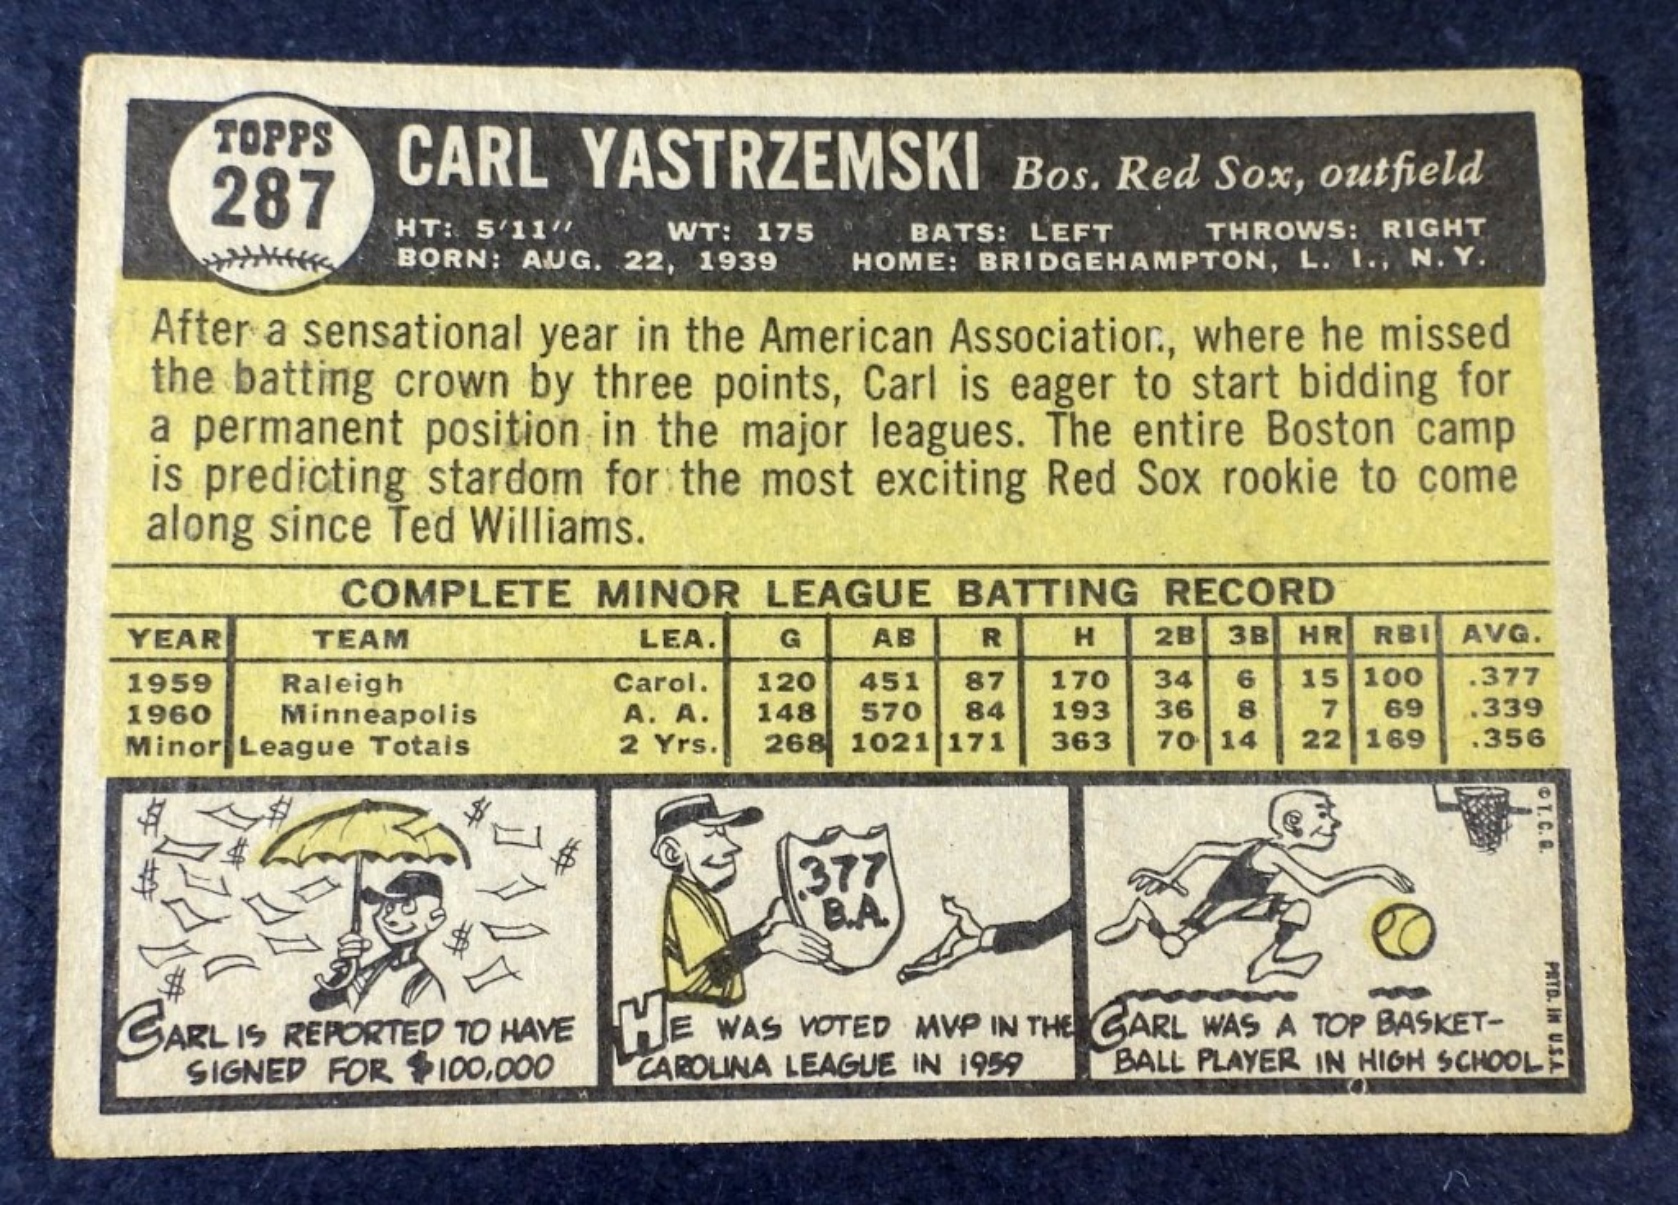 TOPPS
287
CARL YASTRZEMSKI Bos. Red Sox, outfield
HT: 5'11" WT: 175 BATS: LEFT THROWS: RIGHT
BORN: AUG. 22, 1939 HOME: BRIDGEHAMPTON, L. I., N. Y.
After a sensational year in the American Association, where he missed
the batting crown by three points, Carl is eager to start bidding for
a permanent position in the major leagues. The entire Boston camp
is predicting stardom for the most exciting Red Sox rookie to come
along since Ted Williams.
COMPLETE MINOR LEAGUE BATTING RECORD
YEAR TEAM LEA. G AB R H 2B 3B HR RBI AVG.
1959 Raleigh Carol. 120 451 87 170 34 6 15 100 .377
1960 Minneapolis A. A. 148 570 84 193 36 8 7 69 .339
Minor League Totals 2 Yrs. 268 1021 171 363 70 14 22 169 .356
$ $ $ $ $ $ $ $
CARL IS REPORTED TO HAVE
SIGNED FOR $100,000
.377
B.A.
HE WAS VOTED MVP IN THE
CAROLINA LEAGUE IN 1959
CARL WAS A TOP BASKET-
BALL PLAYER IN HIGH SCHOOL
© T. C. G.
PRTD. IN U.S.A.